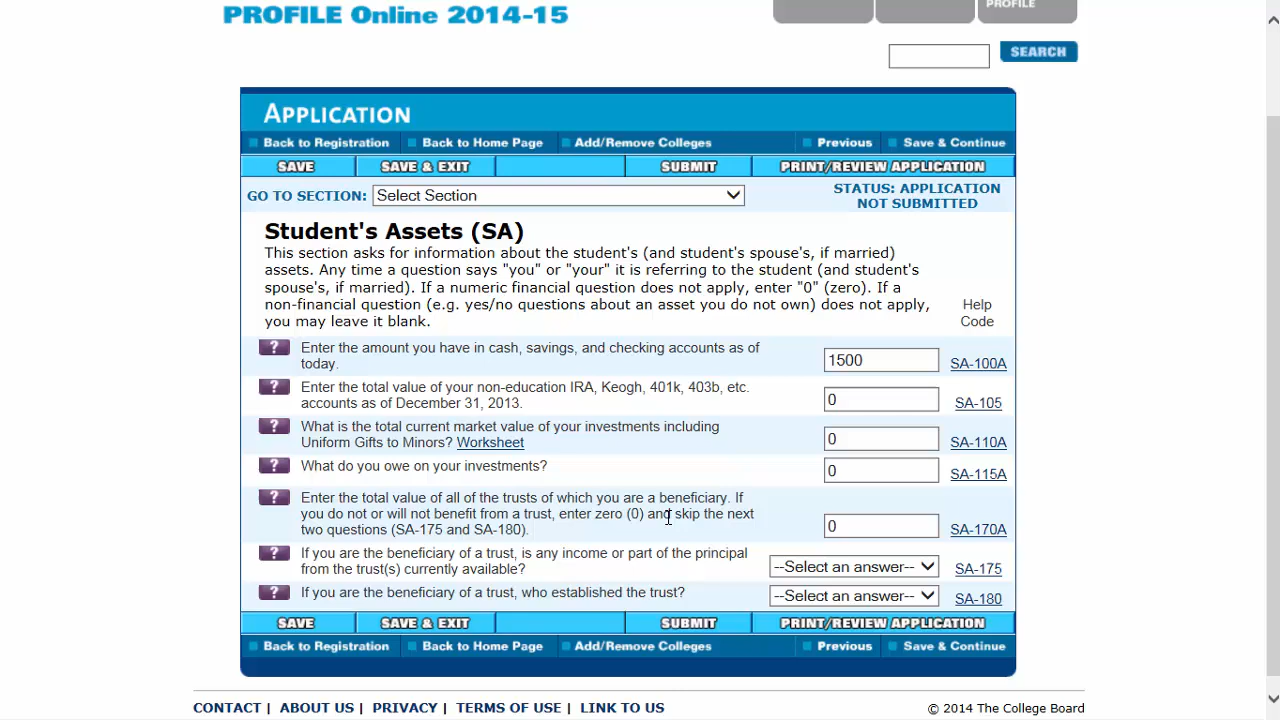 PROFILE Online 2014-15
PROFILE
SEARCH
APPLICATION
Back to Registration Back to Home Page Add/Remove Colleges Previous Save & Continue
SAVE SAVE & EXIT SUBMIT PRINT/REVIEW APPLICATION
GO TO SECTION: Select Section STATUS: APPLICATION
NOT SUBMITTED
Student's Assets (SA)
This section asks for information about the student's (and student's spouse's, if married)
assets. Any time a question says "you" or "your" it is referring to the student (and student's
spouse's, if married). If a numeric financial question does not apply, enter "0" (zero). If a
non-financial question (e.g. yes/no questions about an asset you do not own) does not apply,
you may leave it blank.
Help
Code
? Enter the amount you have in cash, savings, and checking accounts as of
today. 1500 SA-100A
? Enter the total value of your non-education IRA, Keogh, 401k, 403b, etc.
accounts as of December 31, 2013. 0 SA-105
? What is the total current market value of your investments including
Uniform Gifts to Minors? Worksheet 0 SA-110A
? What do you owe on your investments? 0 SA-115A
? Enter the total value of all of the trusts of which you are a beneficiary. If
you do not or will not benefit from a trust, enter zero (0) and skip the next
two questions (SA-175 and SA-180). 0 SA-170A
? If you are the beneficiary of a trust, is any income or part of the principal
from the trust(s) currently available? --Select an answer-- SA-175
? If you are the beneficiary of a trust, who established the trust? --Select an answer-- SA-180
SAVE SAVE & EXIT SUBMIT PRINT/REVIEW APPLICATION
Back to Registration Back to Home Page Add/Remove Colleges Previous Save & Continue
CONTACT | ABOUT US | PRIVACY | TERMS OF USE | LINK TO US © 2014 The College Board